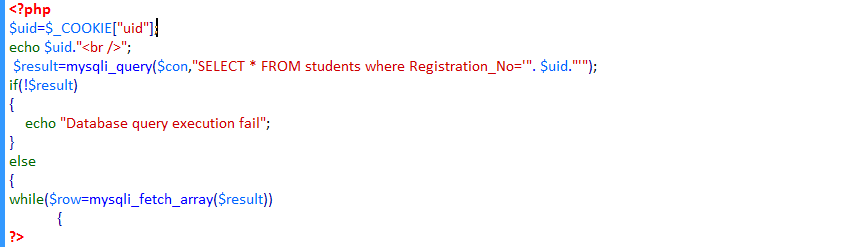 <?php
$uid=$_COOKIE["uid"];
echo $uid."<br />";
$result=mysqli_query($con,"SELECT * FROM students where Registration_No='". $uid."'");
if(!$result)
{
echo "Database query execution fail";
}
else
{
while($row=mysqli_fetch_array($result))
{
?>